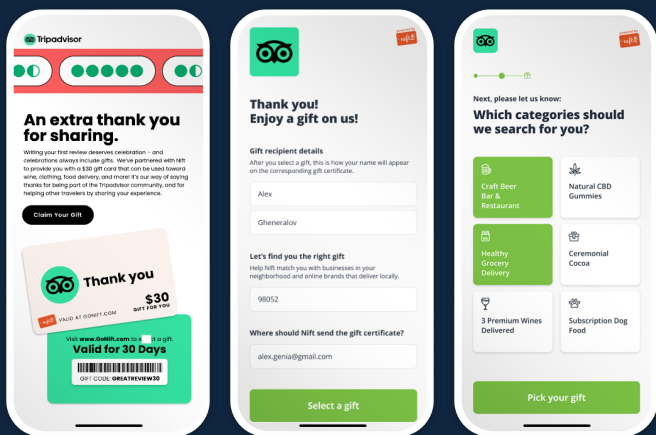 Tripadvisor
An extra thank you
for sharing.
Writing your first review deserves celebration – and
celebrations always include gifts. We've partnered with Nift
to provide you with a $30 gift card that can be used toward
wine, clothing, food delivery, and more! It's our way of saying
thanks for being part of the Tripadvisor community, and for
helping other travelers by sharing your experience.
Claim Your Gift
Thank you
$30
GIFT FOR YOU
nift
VALID AT GONIFT.COM
Visit www.GoNift.com to a gift.
Valid for 30 Days
GIFT CODE: GREATREVIEW30
powered by
nift
Thank you!
Enjoy a gift on us!
Gift recipient details
After you select a gift, this is how your name will appear
on the corresponding gift certificate.
Alex
Gheneralov
Let's find you the right gift
Help Nift match you with businesses in your
neighborhood and online brands that deliver locally.
98052
Where should Nift send the gift certificate?
alex.genia@gmail.com
Select a gift
powered by
nift
Next, please let us know:
Which categories should
we search for you?
Craft Beer
Bar &
Restaurant
Natural CBD
Gummies
Healthy
Grocery
Delivery
Ceremonial
Cocoa
3 Premium Wines
Delivered
Subscription Dog
Food
Pick your gift